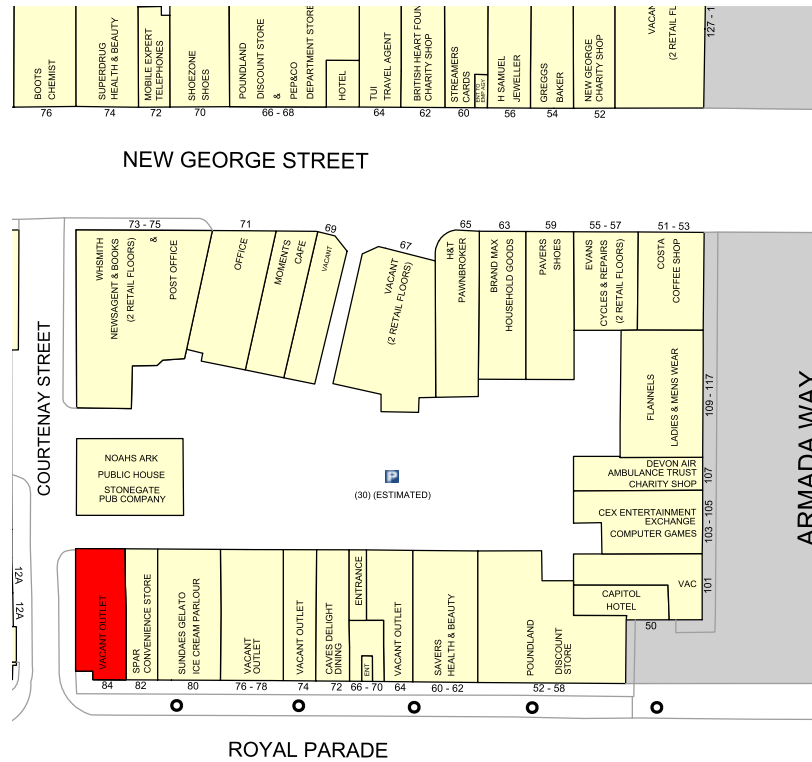 BOOTS
CHEMIST
76
SUPERDRUG
HEALTH & BEAUTY
74
MOBILE EXPERT
TELEPHONES
72
SHOEZONE
SHOES
70
POUNDLAND
DISCOUNT STORE
&
PEP&CO
DEPARTMENT STORE
66 - 68
HOTEL
TUI
TRAVEL AGENT
64
BRITISH HEART FOUN
CHARITY SHOP
62
STREAMERS
CARDS
60
H SAMUEL
JEWELLER
56
GREGGS
BAKER
54
NEW GEORGE
CHARITY SHOP
52
VACAN
(2 RETAIL FL
127 - 1
NEW GEORGE STREET
73 - 75
WHSMITH
NEWSAGENT & BOOKS
(2 RETAIL FLOORS)
&
POST OFFICE
71
OFFICE
MOMENTS
CAFE
69
VACANT
67
VACANT
(2 RETAIL FLOORS)
65
H&T
PAWNBROKER
63
BRAND MAX
HOUSEHOLD GOODS
59
PAVERS
SHOES
55 - 57
EVANS
CYCLES & REPAIRS
(2 RETAIL FLOORS)
51 - 53
COSTA
COFFEE SHOP
FLANNELS
LADIES & MENS WEAR
109 - 117
COURTENAY STREET
ARMADA WAY
NOAHS ARK
PUBLIC HOUSE
STONEGATE
PUB COMPANY
P
(30) (ESTIMATED)
DEVON AIR
AMBULANCE TRUST
CHARITY SHOP
107
CEX ENTERTAINMENT
EXCHANGE
COMPUTER GAMES
103 - 105
VAC
101
CAPITOL
HOTEL
50
12A
12A
VACANT OUTLET
84
SPAR
CONVENIENCE STORE
82
SUNDAES GELATO
ICE CREAM PARLOUR
80
VACANT
OUTLET
76 - 78
VACANT OUTLET
74
CAVES DELIGHT
DINING
72
ENTRANCE
ENT
66 - 70
VACANT OUTLET
64
SAVERS
HEALTH & BEAUTY
60 - 62
POUNDLAND
DISCOUNT
STORE
52 - 58
ROYAL PARADE